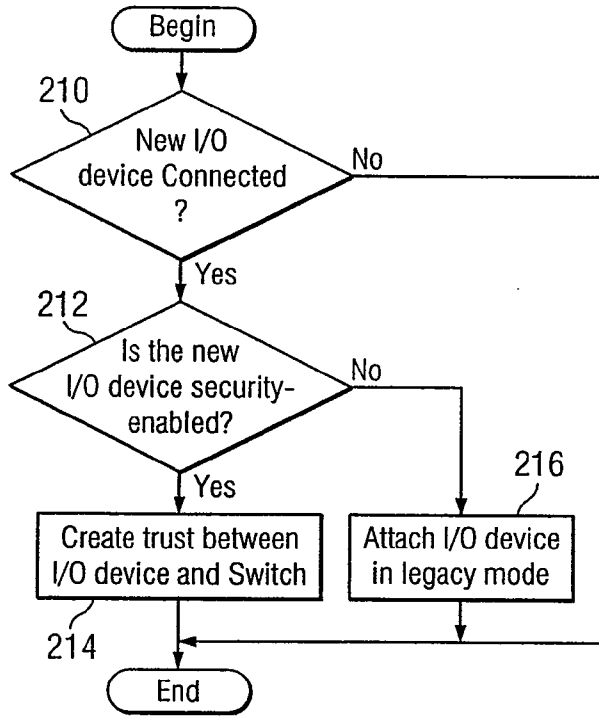 Begin
210
New I/O
device Connected
?
No
Yes
212
Is the new
I/O device security-
enabled?
No
Yes
216
Create trust between
I/O device and Switch
Attach I/O device
in legacy mode
214
End